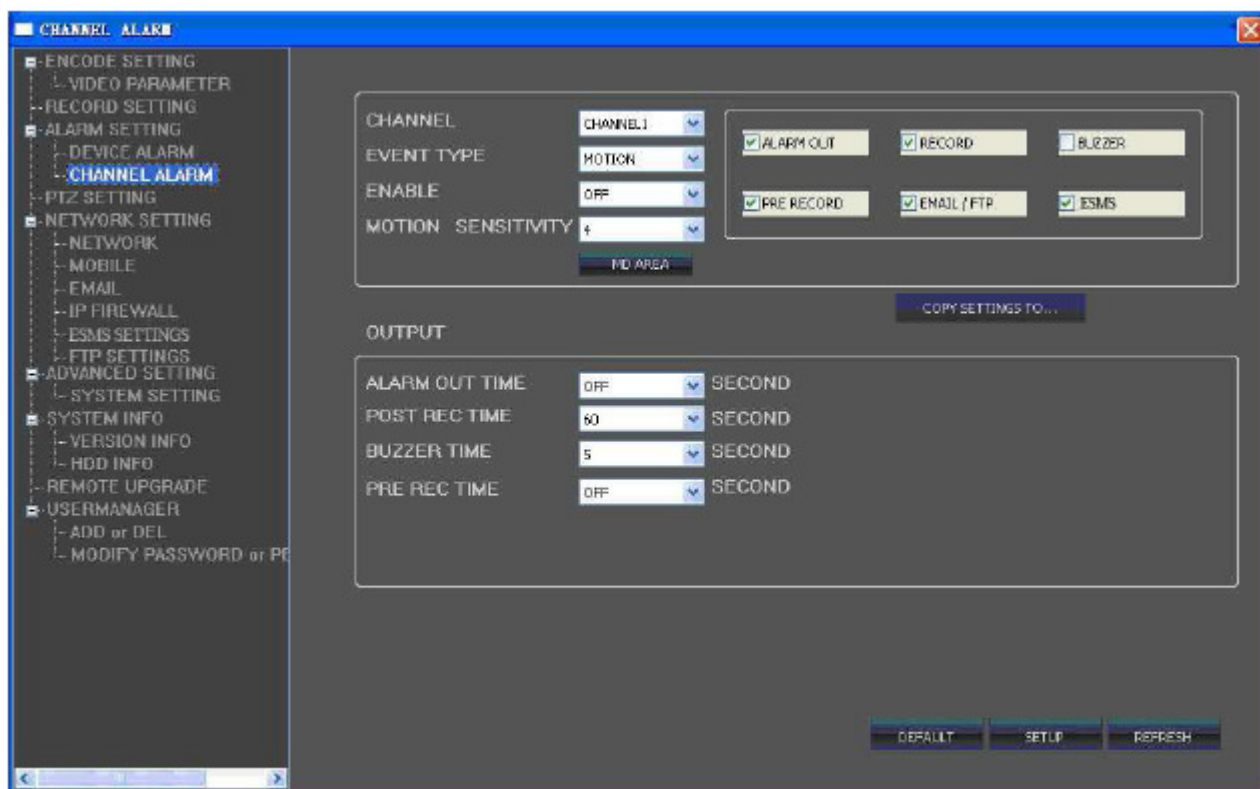 CHANNEL ALARM
ENCODE SETTING
VIDEO PARAMETER
RECORD SETTING
ALARM SETTING
DEVICE ALARM
CHANNEL ALARM
PTZ SETTING
NETWORK SETTING
NETWORK
MOBILE
EMAIL
IP FIREWALL
ESMS SETTINGS
FTP SETTINGS
ADVANCED SETTING
SYSTEM SETTING
SYSTEM INFO
VERSION INFO
HDD INFO
REMOTE UPGRADE
USERMANAGER
ADD or DEL
MODIFY PASSWORD or PE
CHANNEL CHANNEL1
EVENT TYPE MOTION
ENABLE OFF
MOTION SENSITIVITY 4
MD AREA
ALARM OUT RECORD BUZZER
PRE RECORD EMAIL / FTP ESMS
COPY SETTINGS TO...
OUTPUT
ALARM OUT TIME OFF SECOND
POST REC TIME 60 SECOND
BUZZER TIME 5 SECOND
PRE REC TIME OFF SECOND
DEFAULT SETUP REFRESH